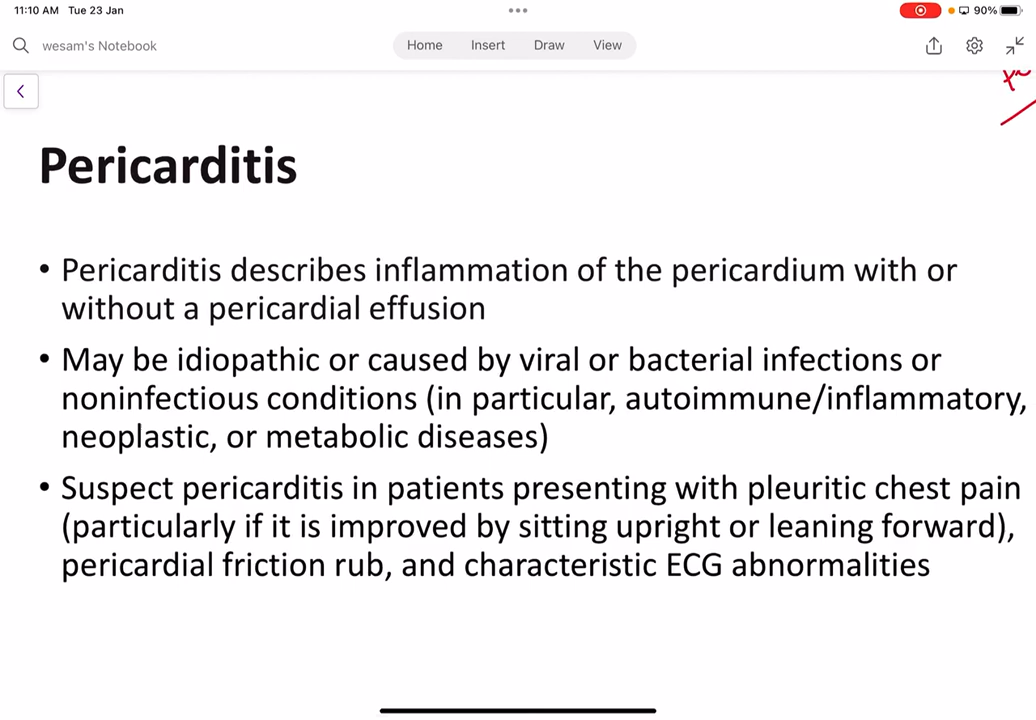 11:10 AM Tue 23 Jan
90%
wesam's Notebook
Home Insert Draw View
Pericarditis
• Pericarditis describes inflammation of the pericardium with or
without a pericardial effusion
• May be idiopathic or caused by viral or bacterial infections or
noninfectious conditions (in particular, autoimmune/inflammatory,
neoplastic, or metabolic diseases)
• Suspect pericarditis in patients presenting with pleuritic chest pain
(particularly if it is improved by sitting upright or leaning forward),
pericardial friction rub, and characteristic ECG abnormalities